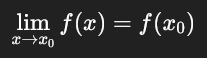 lim f(x) = f(x₀)
x→x₀